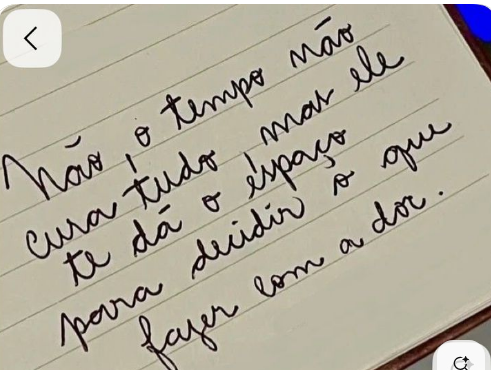 Não, o tempo não
cura tudo, mas ele
te dá o espaço
para decidir o que
fazer com a dor.